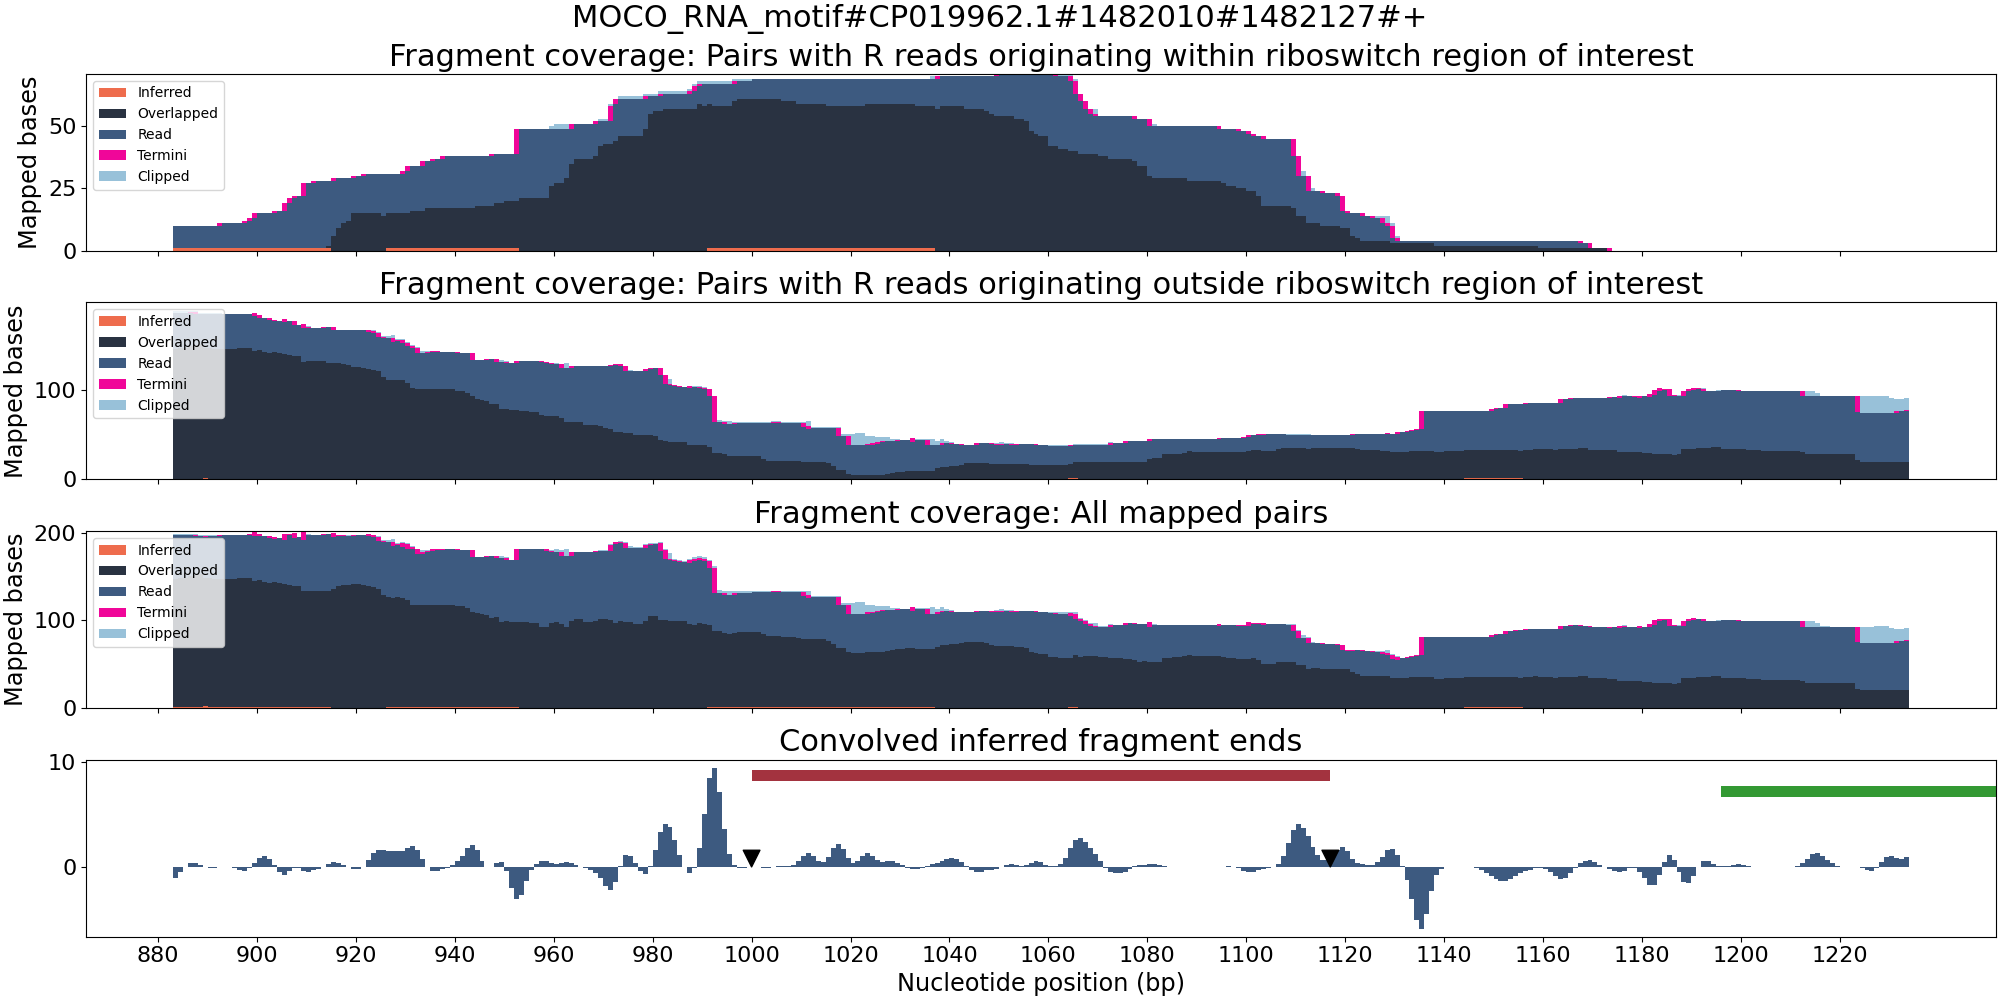 MOCO_RNA_motif#CP019962.1#1482010#1482127#+
Fragment coverage: Pairs with R reads originating within riboswitch region of interest
Mapped bases
50
25
0
Inferred
Overlapped
Read
Termini
Clipped
Fragment coverage: Pairs with R reads originating outside riboswitch region of interest
Mapped bases
100
0
Inferred
Overlapped
Read
Termini
Clipped
Fragment coverage: All mapped pairs
Mapped bases
200
100
0
Inferred
Overlapped
Read
Termini
Clipped
Convolved inferred fragment ends
10
0
880 900 920 940 960 980 1000 1020 1040 1060 1080 1100 1120 1140 1160 1180 1200 1220
Nucleotide position (bp)